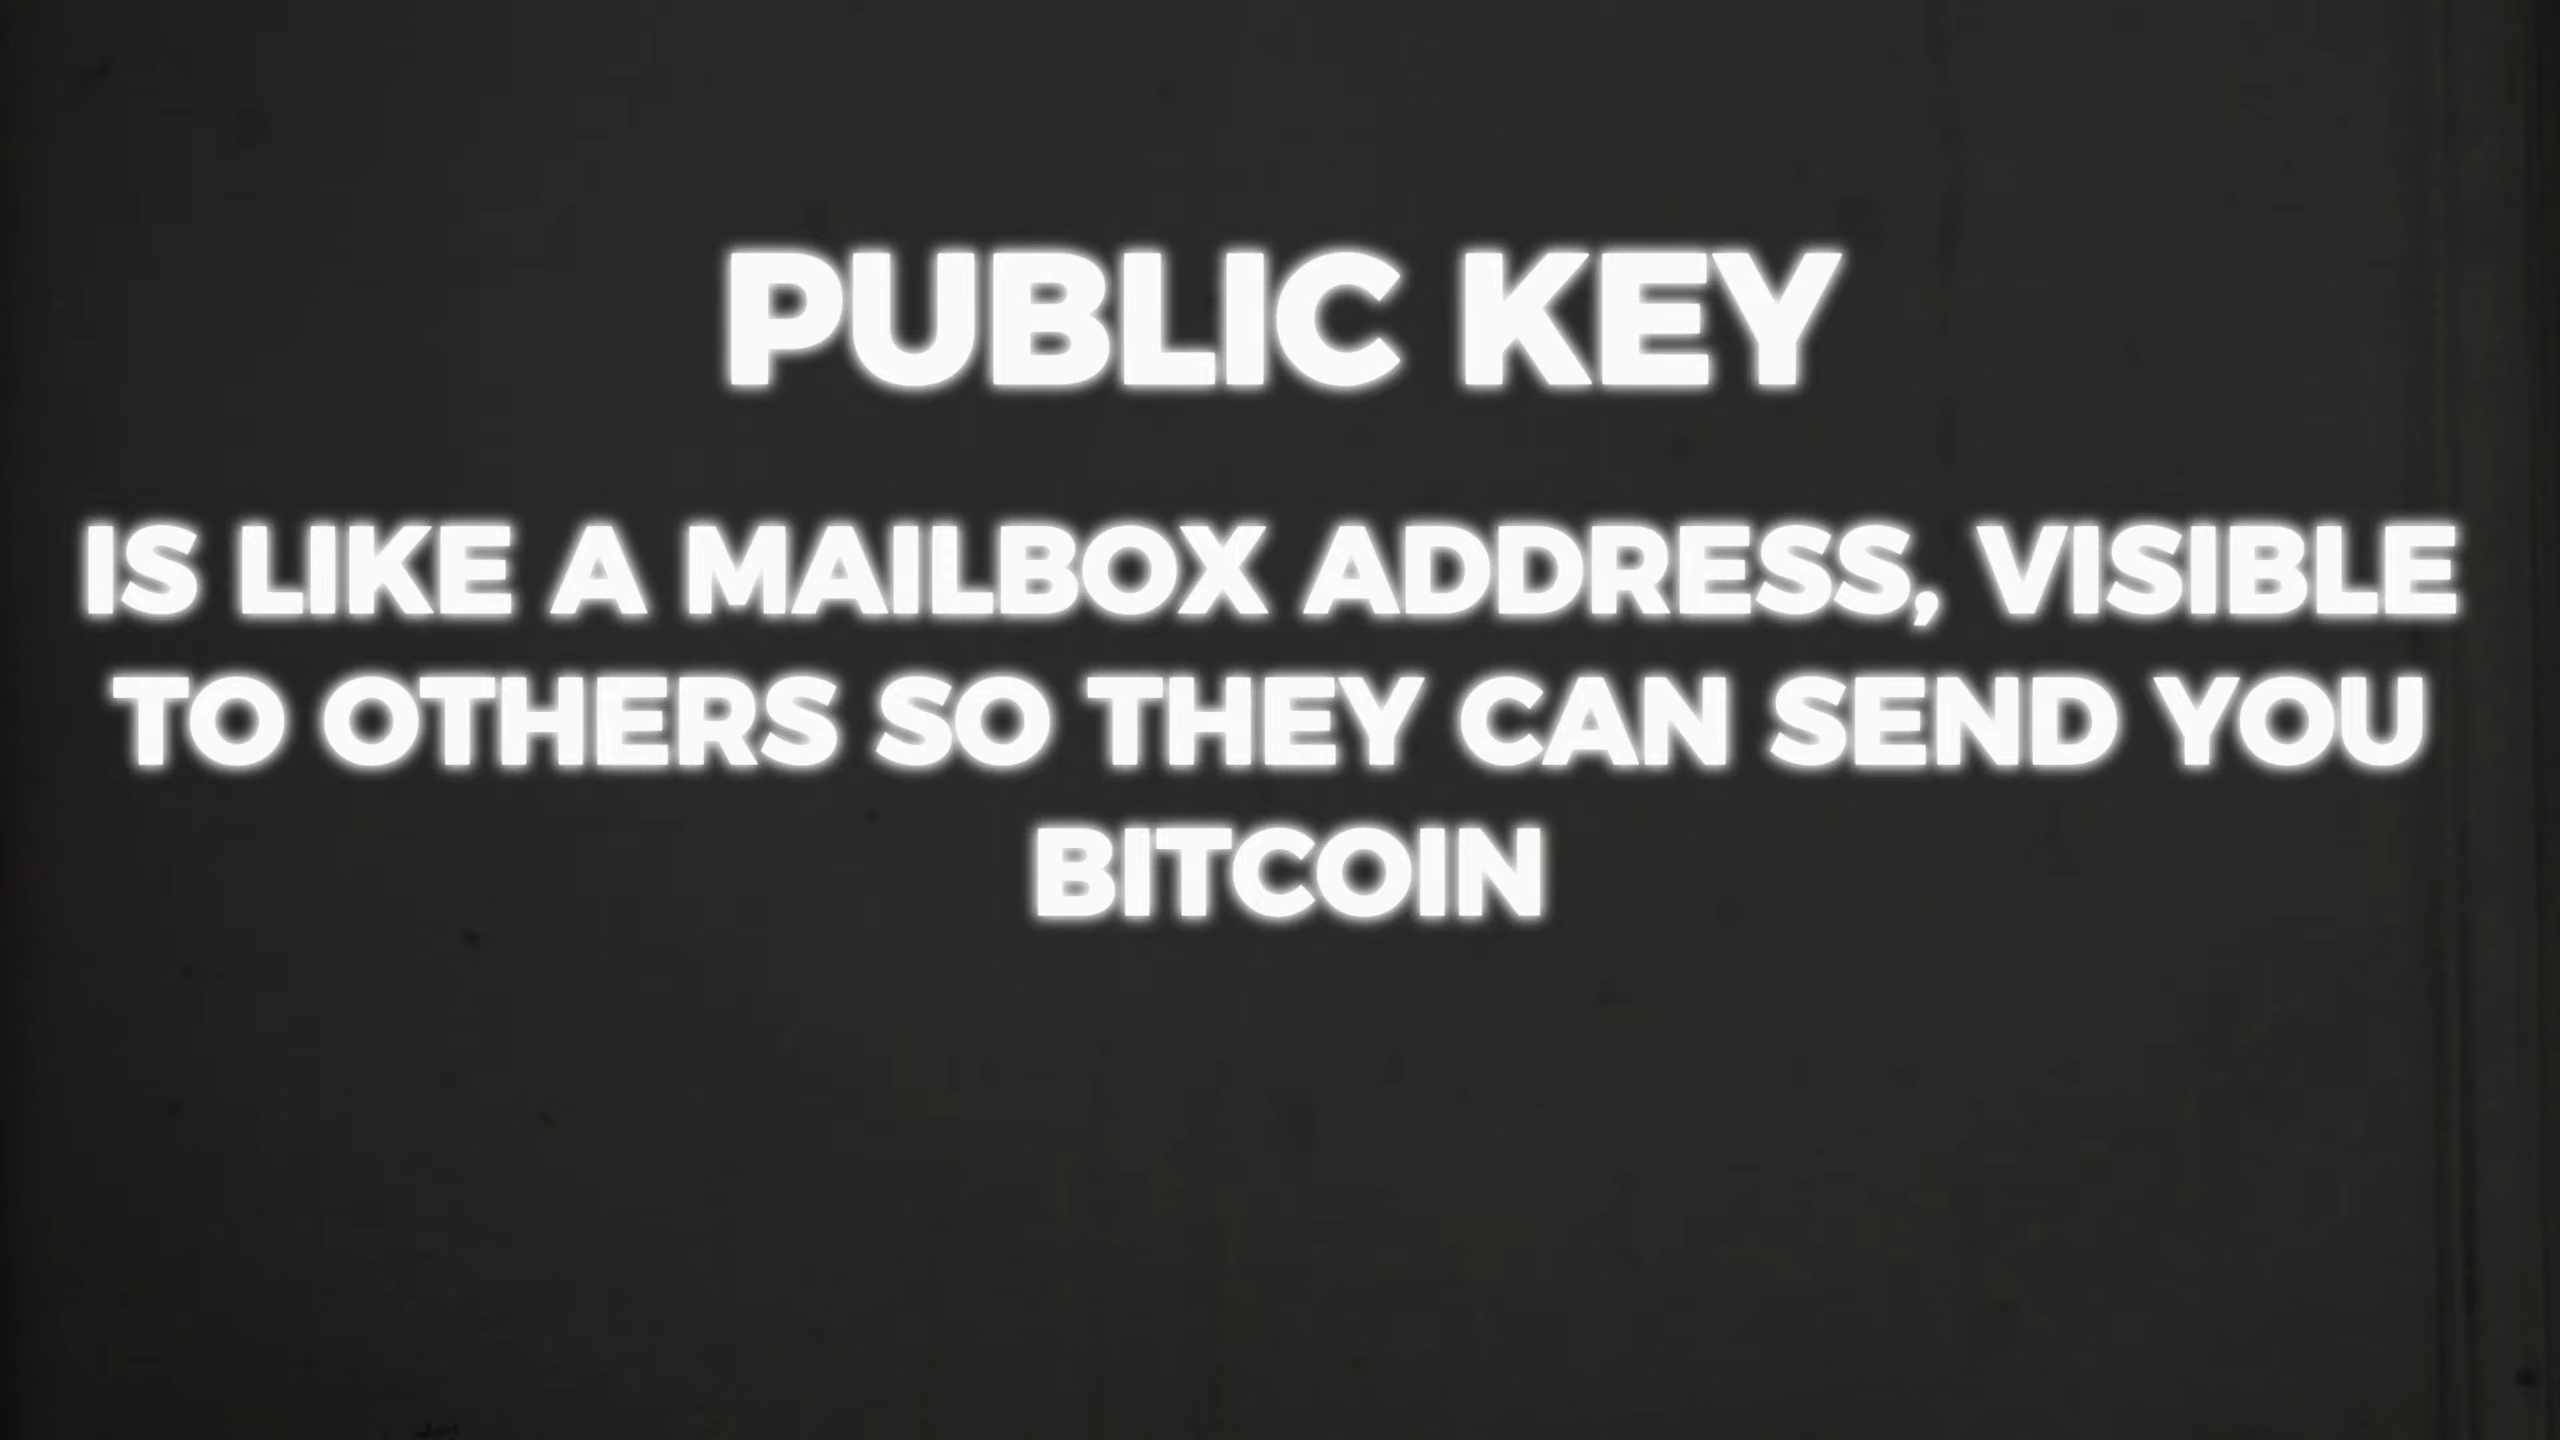 PUBLIC KEY
IS LIKE A MAILBOX ADDRESS, VISIBLE
TO OTHERS SO THEY CAN SEND YOU
BITCOIN